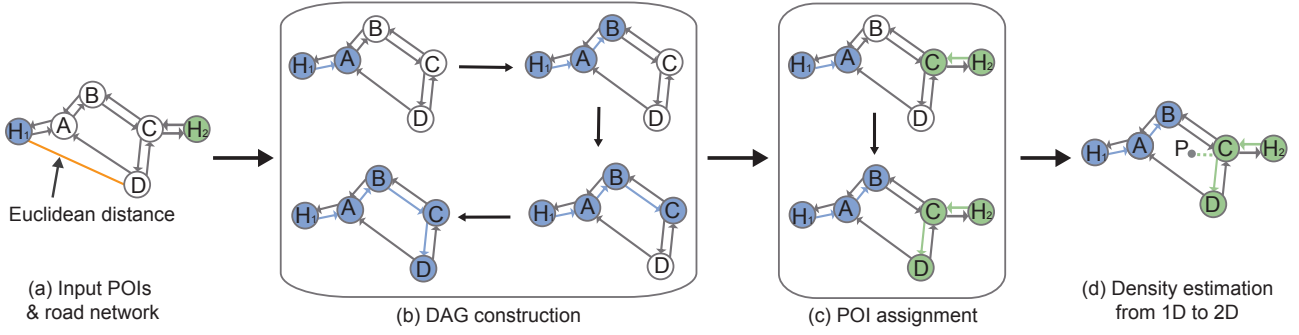 H1
A
B
C
D
H2
Euclidean distance
(a) Input POIs
& road network
H1
A
B
C
D
H1
A
B
C
D
H1
A
B
C
D
H1
A
B
C
D
(b) DAG construction
H1
A
B
C
H2
D
H1
A
B
C
H2
D
(c) POI assignment
H1
A
B
P
C
H2
D
(d) Density estimation
from 1D to 2D